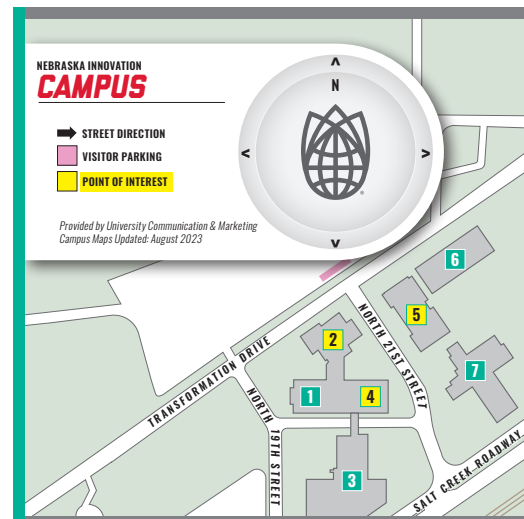 NEBRASKA INNOVATION
CAMPUS
STREET DIRECTION
VISITOR PARKING
POINT OF INTEREST
Provided by University Communication & Marketing
Campus Maps Updated: August 2023
N
®
6
5
2
7
1
4
3
TRANSFORMATION DRIVE
NORTH 21ST STREET
NORTH 19TH STREET
SALT CREEK ROADWAY